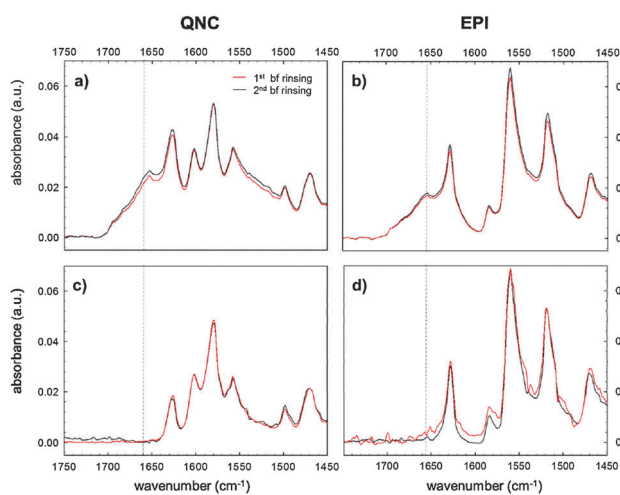 QNC EPI
1750 1700 1650 1600 1550 1500 1450 1700 1650 1600 1550 1500 1450
a) b)
1st bf rinsing
2nd bf rinsing
absorbance (a.u.)
0.06
0.04
0.02
0.00
c) d)
absorbance (a.u.)
0.06
0.04
0.02
0.00
1750 1700 1650 1600 1550 1500 1450 1700 1650 1600 1550 1500 1450
wavenumber (cm-1) wavenumber (cm-1)